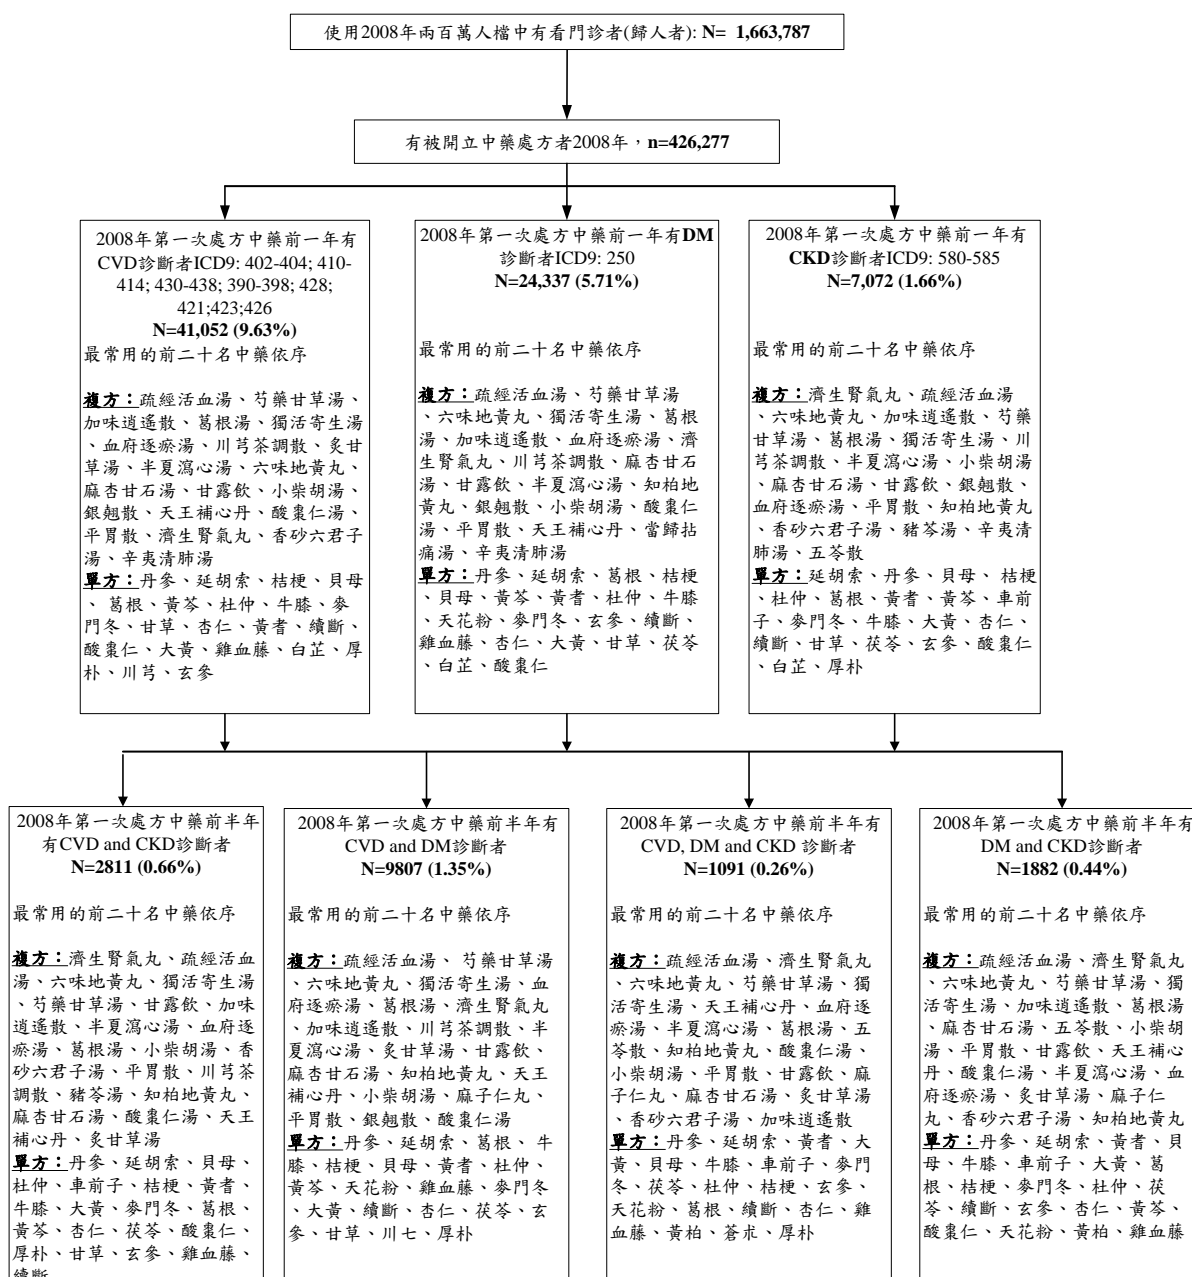 使用2008年兩百萬人檔中有看門診者(歸人者): N= 1,663,787
有被開立中藥處方者2008年，n=426,277
2008年第一次處方中藥前一年有
CVD診斷者ICD9: 402-404; 410-
414; 430-438; 390-398; 428;
421;423;426
N=41,052 (9.63%)
最常用的前二十名中藥依序
複方：疏經活血湯、芍藥甘草湯、
加味逍遙散、葛根湯、獨活寄生湯
、血府逐瘀湯、川芎茶調散、炙甘
草湯、半夏瀉心湯、六味地黃丸、
麻杏甘石湯、甘露飲、小柴胡湯、
銀翹散、天王補心丹、酸棗仁湯、
平胃散、濟生腎氣丸、香砂六君子
湯、辛夷清肺湯
單方：丹參、延胡索、桔梗、貝母
、葛根、黃芩、杜仲、牛膝、麥
門冬、甘草、杏仁、黃耆、續斷、
酸棗仁、大黃、雞血藤、白芷、厚
朴、川芎、玄參
2008年第一次處方中藥前一年有DM
診斷者ICD9: 250
N=24,337 (5.71%)
最常用的前二十名中藥依序
複方：疏經活血湯、芍藥甘草湯
、六味地黃丸、獨活寄生湯、葛根
湯、加味逍遙散、血府逐瘀湯、濟
生腎氣丸、川芎茶調散、麻杏甘石
湯、甘露飲、半夏瀉心湯、知柏地
黃丸、銀翹散、小柴胡湯、酸棗仁
湯、平胃散、天王補心丹、當歸拈
痛湯、辛夷清肺湯
單方：丹參、延胡索、葛根、桔梗
、貝母、黃芩、黃耆、杜仲、牛膝
、天花粉、麥門冬、玄參、續斷、
雞血藤、杏仁、大黃、甘草、茯苓
、白芷、酸棗仁
2008年第一次處方中藥前一年有
CKD診斷者ICD9: 580-585
N=7,072 (1.66%)
最常用的前二十名中藥依序
複方：濟生腎氣丸、疏經活血湯
、六味地黃丸、加味逍遙散、芍藥
甘草湯、葛根湯、獨活寄生湯、川
芎茶調散、半夏瀉心湯、小柴胡湯
、麻杏甘石湯、甘露飲、銀翹散、
血府逐瘀湯、平胃散、知柏地黃丸
、香砂六君子湯、豬苓湯、辛夷清
肺湯、五苓散
單方：延胡索、丹參、貝母、 桔梗
、杜仲、葛根、黃耆、黃芩、車前
子、麥門冬、牛膝、大黃、杏仁、
續斷、甘草、茯苓、玄參、酸棗仁
、白芷、厚朴
2008年第一次處方中藥前半年
有CVD and CKD診斷者
N=2811 (0.66%)
最常用的前二十名中藥依序
複方：濟生腎氣丸、疏經活血
湯、六味地黃丸、獨活寄生湯
、芍藥甘草湯、甘露飲、加味
逍遙散、半夏瀉心湯、血府逐
瘀湯、葛根湯、小柴胡湯、香
砂六君子湯、平胃散、川芎茶
調散、豬苓湯、知柏地黃丸、
麻杏甘石湯、酸棗仁湯、天王
補心丹、炙甘草湯
單方：丹參、延胡索、貝母、
杜仲、車前子、桔梗、黃耆、
牛膝、大黃、麥門冬、葛根、
黃芩、杏仁、茯苓、酸棗仁、
厚朴、甘草、玄參、雞血藤、
續斷
2008年第一次處方中藥前半年有
CVD and DM診斷者
N=9807 (1.35%)
最常用的前二十名中藥依序
複方：疏經活血湯、 芍藥甘草湯
、六味地黃丸、獨活寄生湯、血
府逐瘀湯、葛根湯、濟生腎氣丸
、加味逍遙散、川芎茶調散、半
夏瀉心湯、炙甘草湯、甘露飲、
麻杏甘石湯、知柏地黃丸、天王
補心丹、小柴胡湯、麻子仁丸、
平胃散、銀翹散、酸棗仁湯
單方：丹參、延胡索、葛根、 牛
膝、桔梗、貝母、黃耆、杜仲、
黃芩、天花粉、雞血藤、麥門冬
、大黃、續斷、杏仁、茯苓、玄
參、甘草、川七、厚朴
2008年第一次處方中藥前半年有
CVD, DM and CKD 診斷者
N=1091 (0.26%)
最常用的前二十名中藥依序
複方：疏經活血湯、濟生腎氣丸
、六味地黃丸、芍藥甘草湯、獨
活寄生湯、天王補心丹、血府逐
瘀湯、半夏瀉心湯、葛根湯、五
苓散、知柏地黃丸、酸棗仁湯、
小柴胡湯、平胃散、甘露飲、麻
子仁丸、麻杏甘石湯、炙甘草湯
、香砂六君子湯、加味逍遙散
單方：丹參、延胡索、黃耆、大
黃、貝母、牛膝、車前子、麥門
冬、茯苓、杜仲、桔梗、玄參、
天花粉、葛根、續斷、杏仁、雞
血藤、黃柏、蒼朮、厚朴
2008年第一次處方中藥前半年有
DM and CKD診斷者
N=1882 (0.44%)
最常用的前二十名中藥依序
複方：疏經活血湯、濟生腎氣丸
、六味地黃丸、芍藥甘草湯、獨
活寄生湯、加味逍遙散、葛根湯
、麻杏甘石湯、五苓散、小柴胡
湯、平胃散、甘露飲、天王補心
丹、酸棗仁湯、半夏瀉心湯、血
府逐瘀湯、炙甘草湯、麻子仁
丸、香砂六君子湯、知柏地黃丸
單方：丹參、延胡索、黃耆、貝
母、牛膝、車前子、大黃、葛
根、桔梗、麥門冬、杜仲、茯
苓、續斷、玄參、杏仁、黃芩、
酸棗仁、天花粉、黃柏、雞血藤